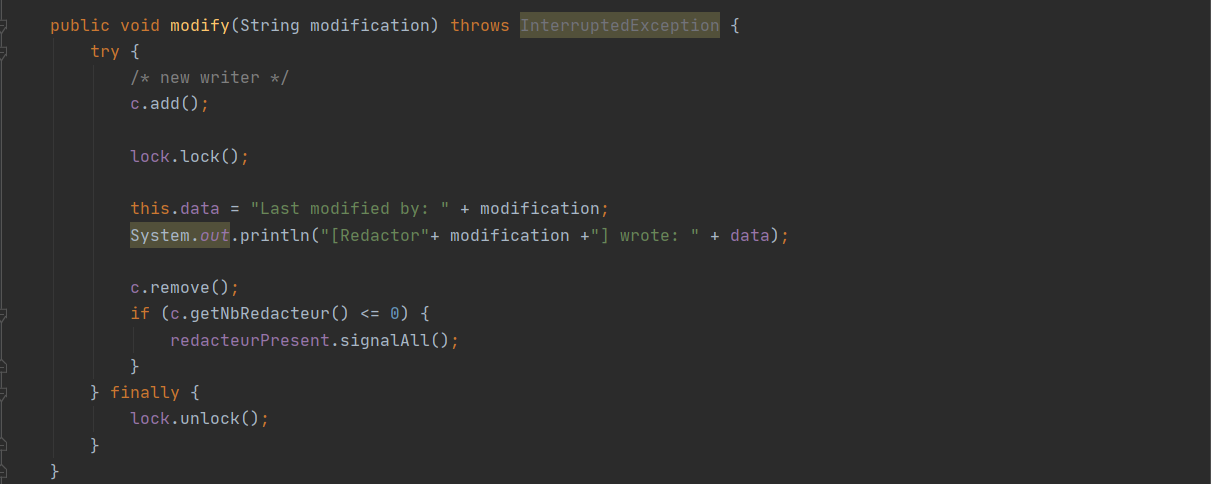 public void modify(String modification) throws InterruptedException {
try {
/* new writer */
c.add();
lock.lock();
this.data = "Last modified by: " + modification;
System.out.println("[Redactor"+ modification +"] wrote: " + data);
c.remove();
if (c.getNbRedacteur() <= 0) {
redacteurPresent.signalAll();
}
} finally {
lock.unlock();
}
}